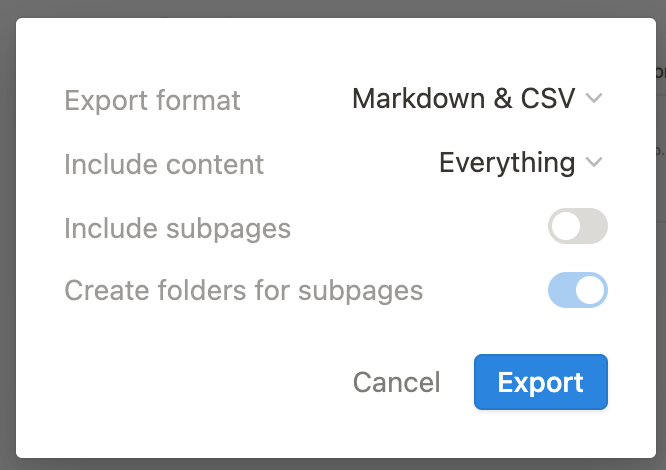 Export format Markdown & CSV
Include content Everything
Include subpages
Create folders for subpages
Cancel Export